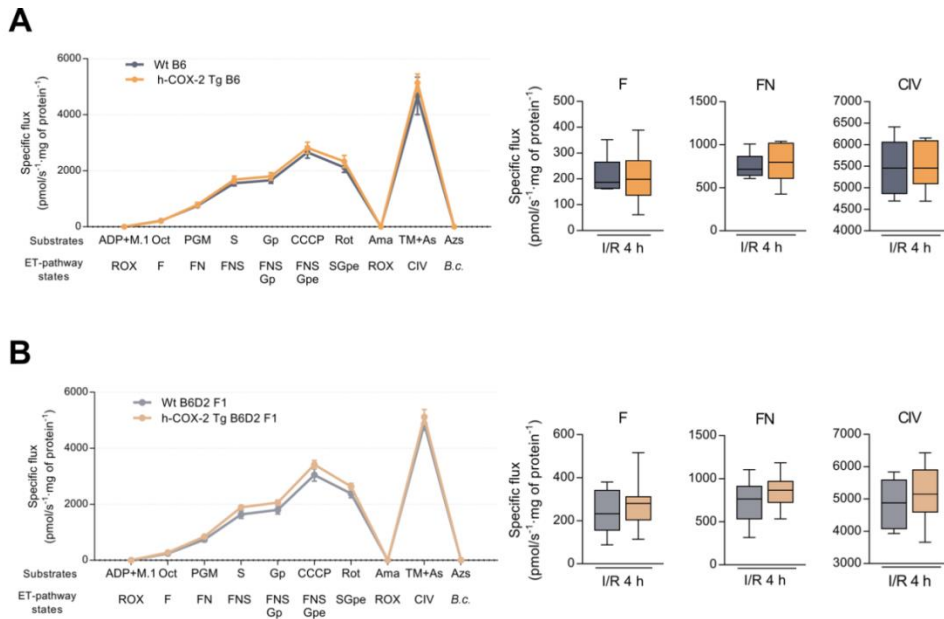 A
Wt B6
h-COX-2 Tg B6
Specific flux
(pmol/s⁻¹·mg of protein⁻¹)
6000
4000
2000
0
Substrates ADP+M.1 Oct PGM S Gp CCCP Rot Ama TM+As Azs
ET-pathway
states
ROX F FN FNS FNS FNS SGpe ROX CIV B.c.
Gp Gpe
F
Specific flux
(pmol/s⁻¹·mg of protein⁻¹)
500
400
300
200
100
0
I/R 4 h
FN
1500
1000
500
0
I/R 4 h
CIV
7000
6500
6000
5500
5000
4500
4000
I/R 4 h
B
Wt B6D2 F1
h-COX-2 Tg B6D2 F1
Specific flux
(pmol/s⁻¹·mg of protein⁻¹)
6000
4000
2000
0
Substrates ADP+M.1 Oct PGM S Gp CCCP Rot Ama TM+As Azs
ET-pathway
states
ROX F FN FNS FNS FNS SGpe ROX CIV B.c.
Gp Gpe
F
Specific flux
(pmol/s⁻¹·mg of protein⁻¹)
600
400
200
0
I/R 4 h
FN
1500
1000
500
0
I/R 4 h
CIV
7000
6000
5000
4000
3000
I/R 4 h